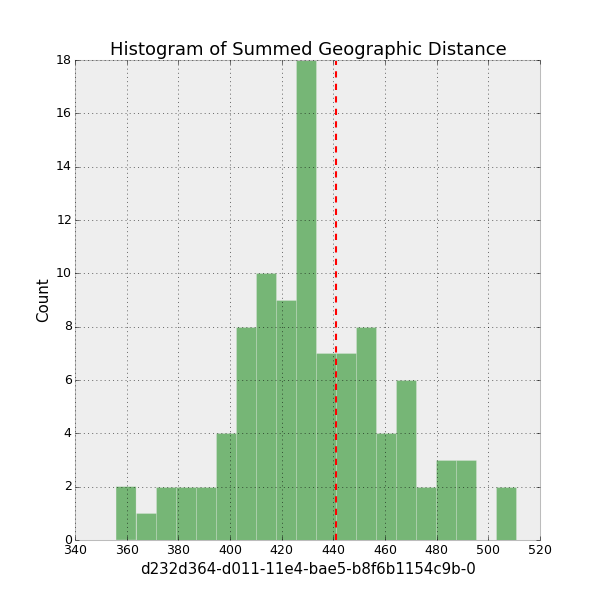 Histogram of Summed Geographic Distance
Count
18
16
14
12
10
8
6
4
2
0
340 360 380 400 420 440 460 480 500 520
d232d364-d011-11e4-bae5-b8f6b1154c9b-0